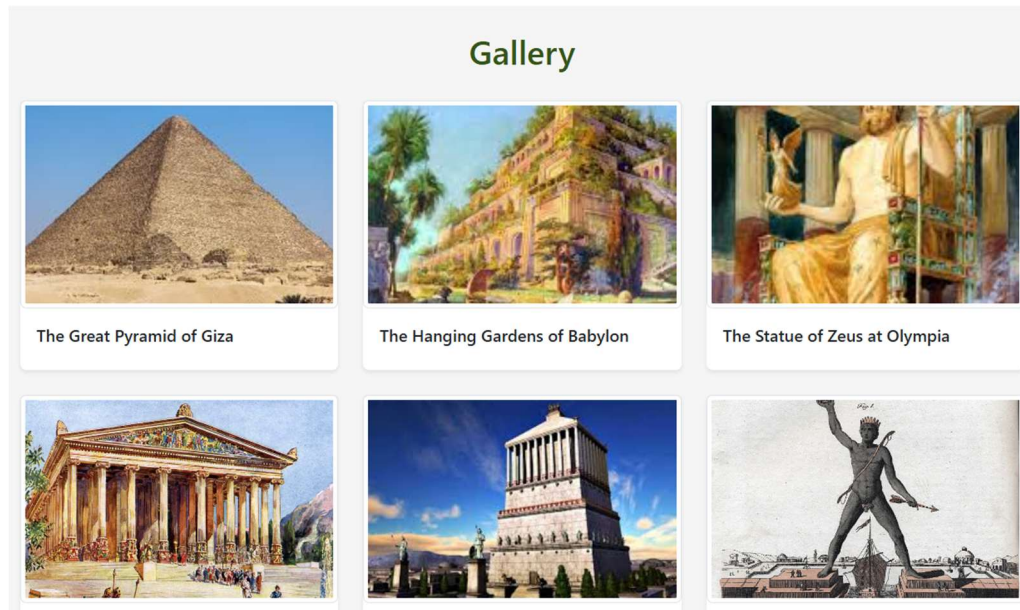 Gallery
The Great Pyramid of Giza
The Hanging Gardens of Babylon
The Statue of Zeus at Olympia